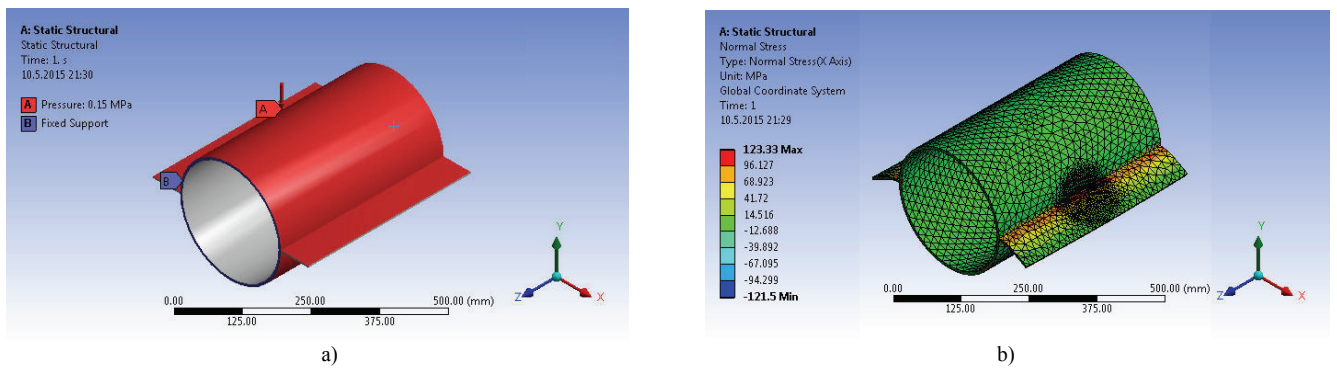 A: Static Structural
Static Structural
Time: 1. s
10.5.2015 21:30
A Pressure: 0.15 MPa
B Fixed Support
A
B
Y
Z
X
0.00
250.00
500.00 (mm)
125.00
375.00
a)
A: Static Structural
Normal Stress
Type: Normal Stress(X Axis)
Unit: MPa
Global Coordinate System
Time: 1
10.5.2015 21:29
123.33 Max
96.127
68.923
41.72
14.516
-12.688
-39.892
-67.095
-94.299
-121.5 Min
Y
Z
X
0.00
250.00
500.00 (mm)
125.00
375.00
b)